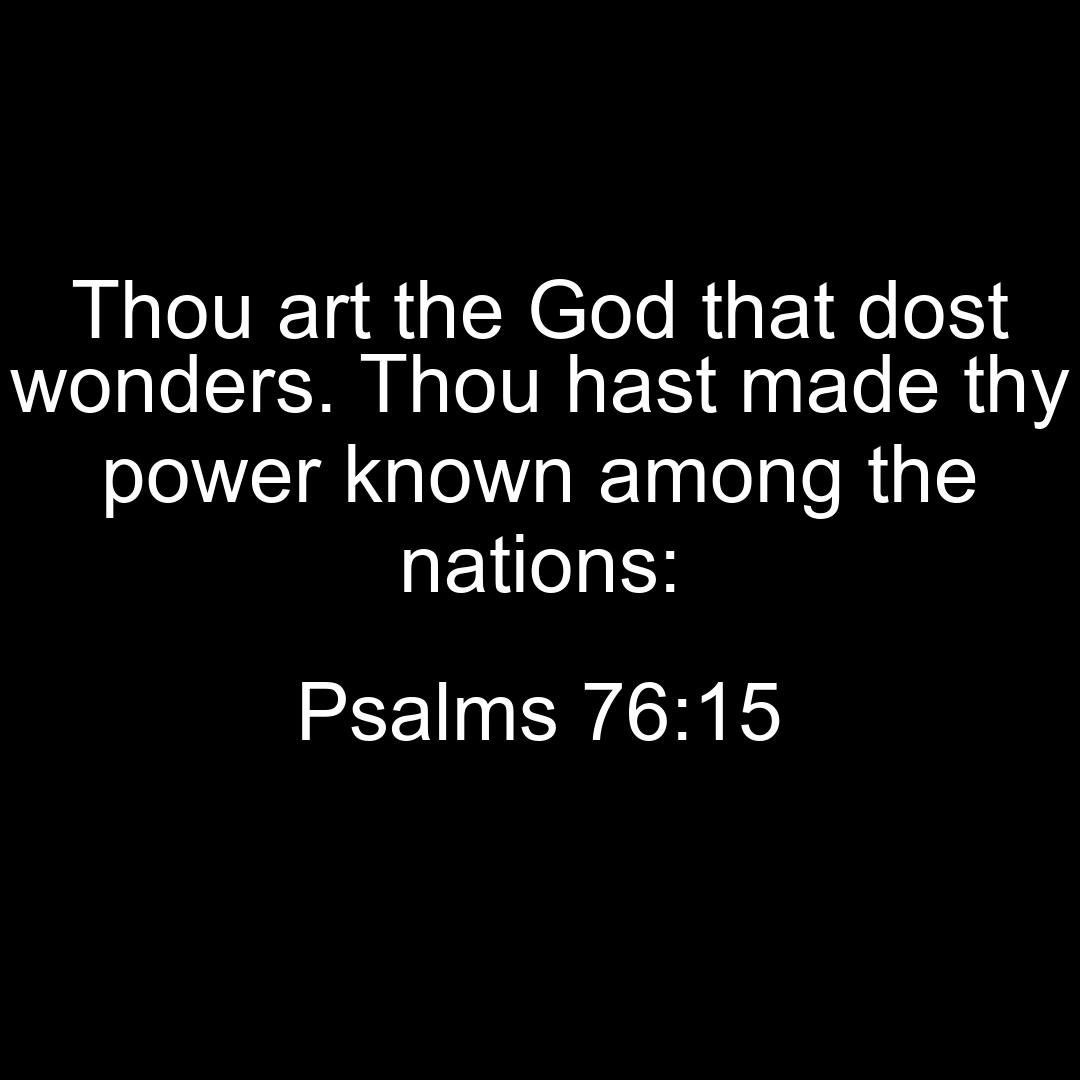 Thou art the God that dost
wonders. Thou hast made thy
power known among the
nations:
Psalms 76:15